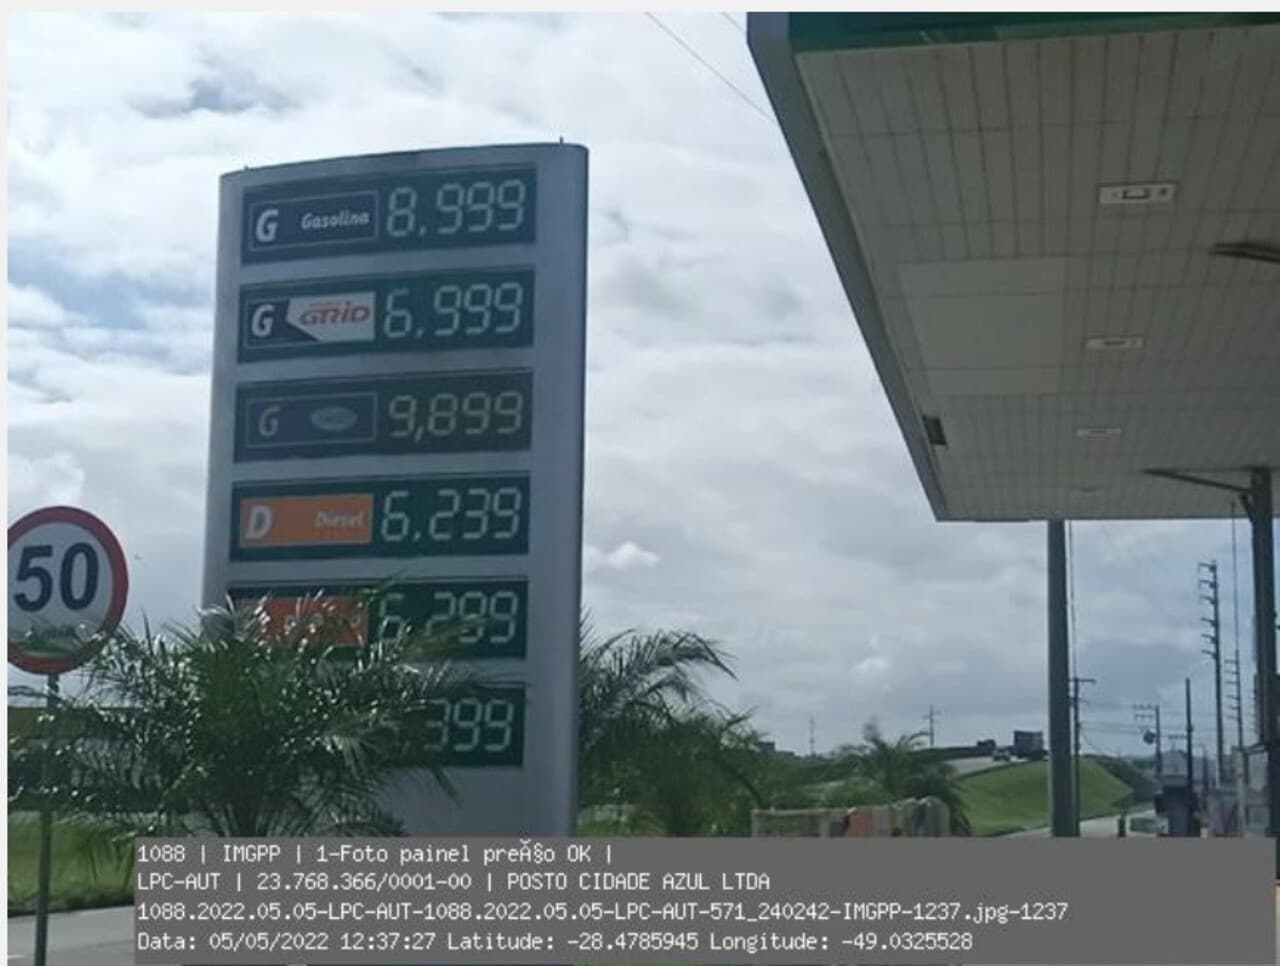 G Gasolina 8.999
G GRID 6.999
G 9,899
D Diesel 6.239
6.299
399
50
1088 | IMGPP | 1-Foto painel preÃ§o OK |
LPC-AUT | 23.768.366/0001-00 | POSTO CIDADE AZUL LTDA
1088.2022.05.05-LPC-AUT-1088.2022.05.05-LPC-AUT-571_240242-IMGPP-1237.jpg-1237
Data: 05/05/2022 12:37:27 Latitude: -28.4785945 Longitude: -49.0325528